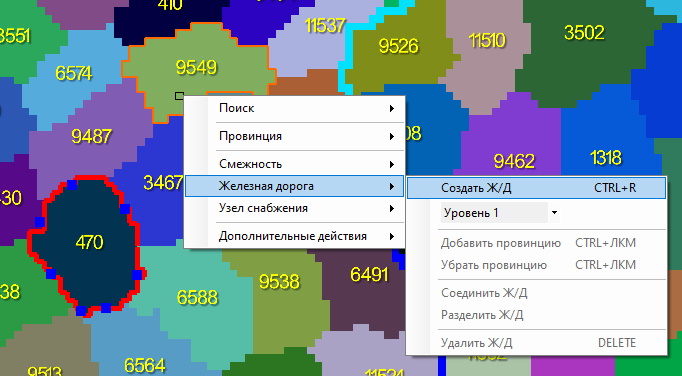 410
11537
3551
9526
11510
3502
6574
9549
Поиск
Провинция
9487
08
9462
1318
Смежность
3467
Железная дорога
Создать Ж/Д CTRL+R
430
Узел снабжения
Уровень 1
470
Дополнительные действия
Добавить провинцию CTRL+ЛКМ
Убрать провинцию CTRL+ЛКМ
38
6588
9538
6491
Соединить Ж/Д
Разделить Ж/Д
9513
6564
Удалить Ж/Д DELETE